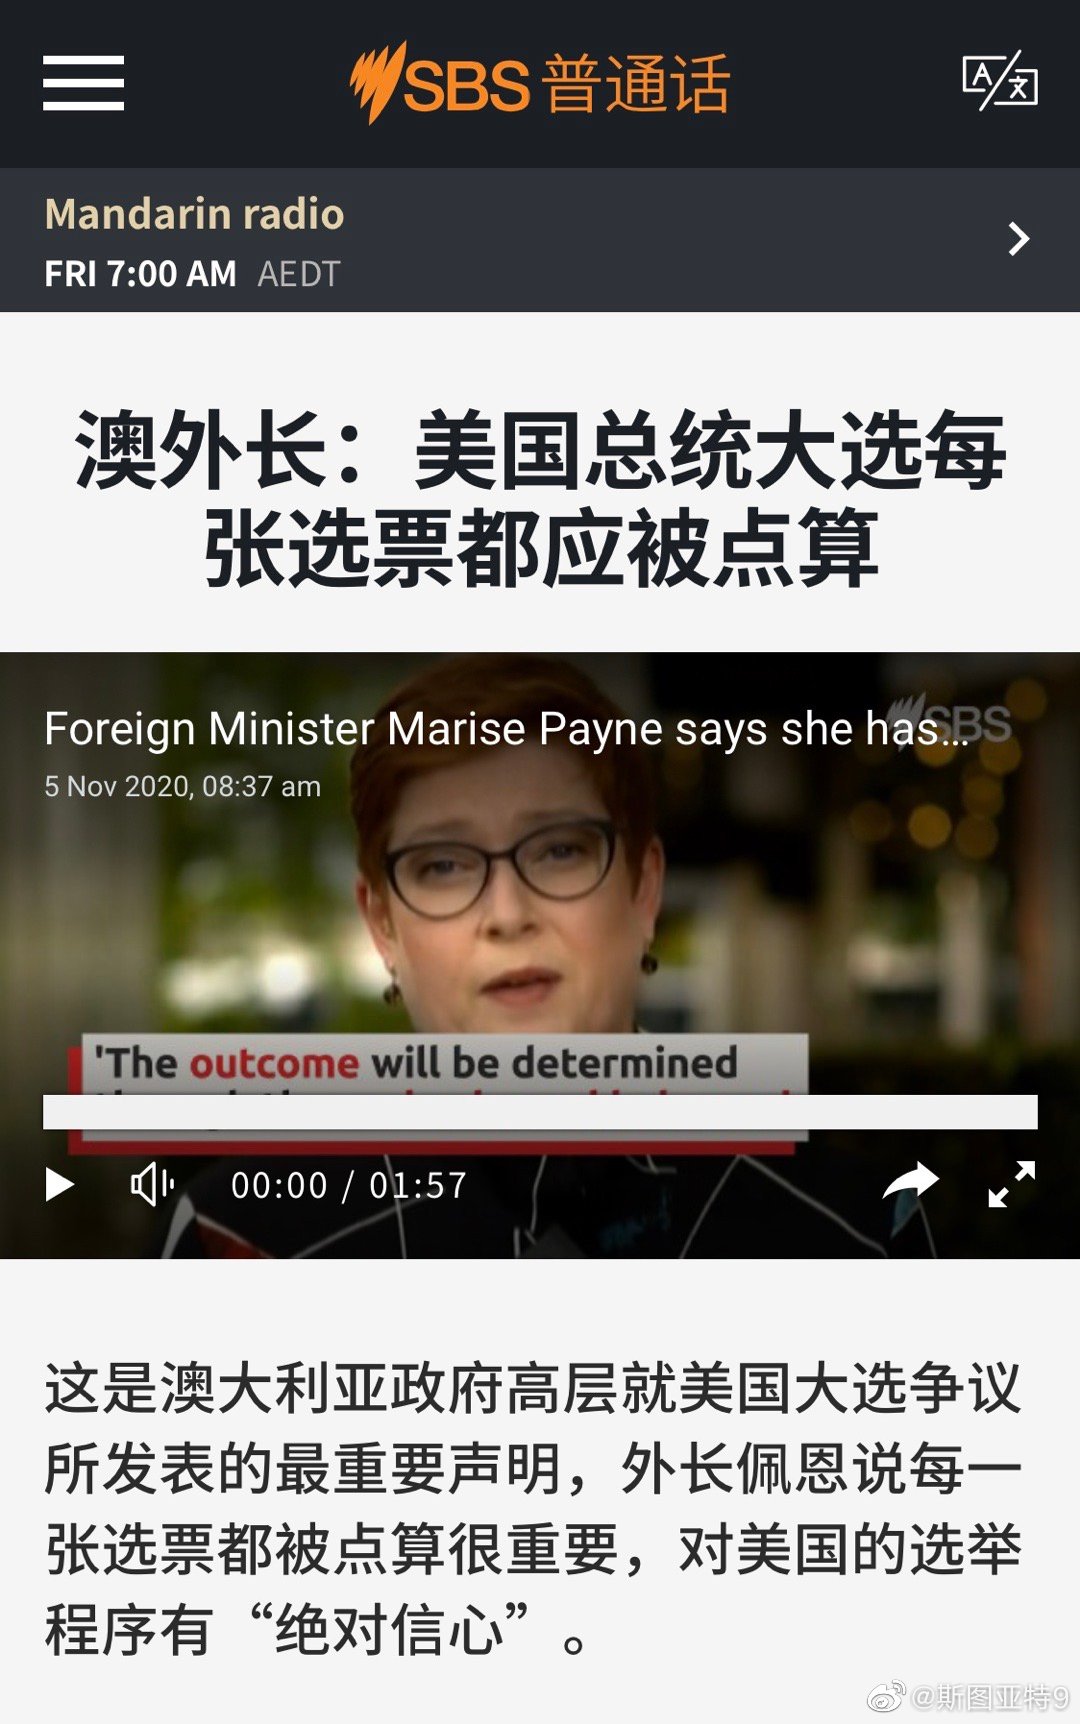 SBS 普通话
A/文
Mandarin radio
FRI 7:00 AM AEDT
澳外长：美国总统大选每
张选票都应被点算
Foreign Minister Marise Payne says she has...
SBS
5 Nov 2020, 08:37 am
'The outcome will be determined
00:00 / 01:57
这是澳大利亚政府高层就美国大选争议
所发表的最重要声明，外长佩恩说每一
张选票都被点算很重要，对美国的选举
程序有“绝对信心”。
@斯图亚特9